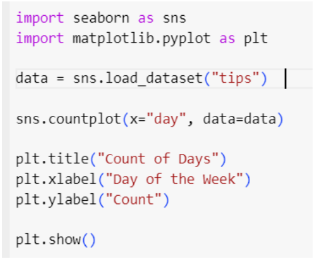 import seaborn as sns
import matplotlib.pyplot as plt
data = sns.load_dataset("tips")
sns.countplot(x="day", data=data)
plt.title("Count of Days")
plt.xlabel("Day of the Week")
plt.ylabel("Count")
plt.show()